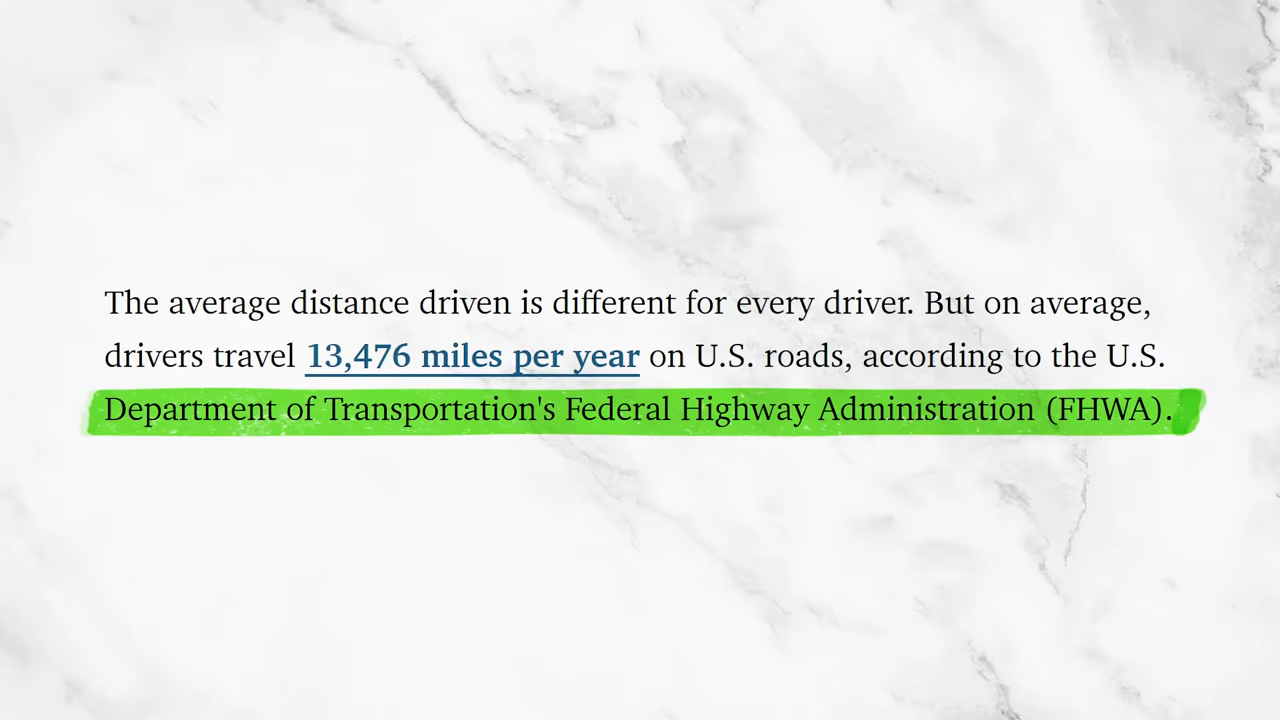 The average distance driven is different for every driver. But on average,
drivers travel 13,476 miles per year on U.S. roads, according to the U.S.
Department of Transportation's Federal Highway Administration (FHWA).